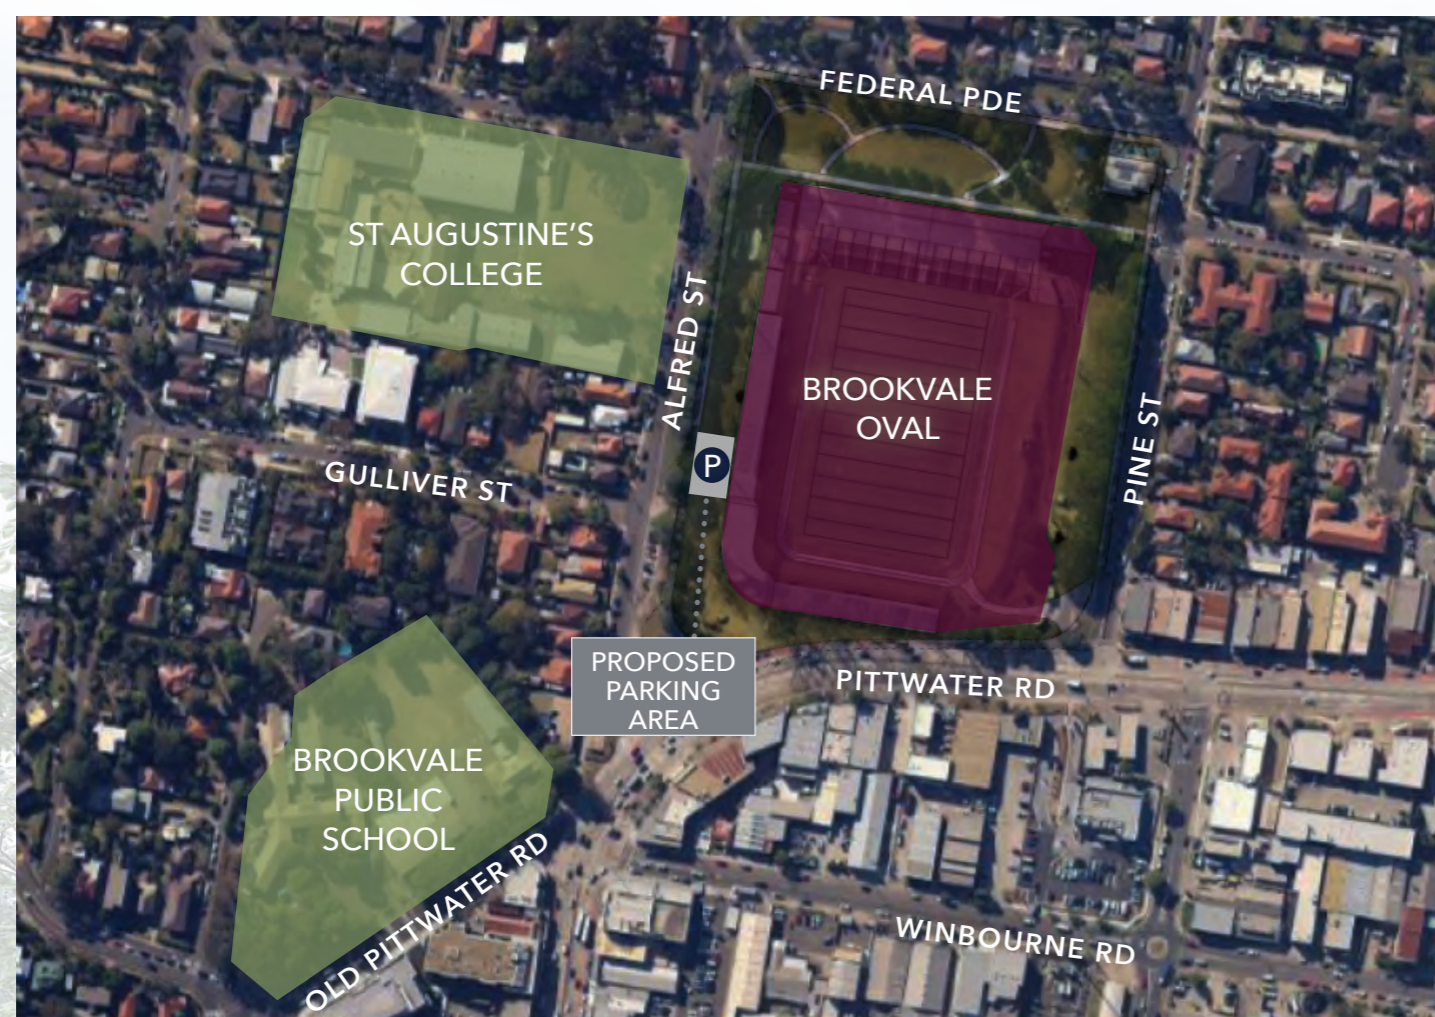 FEDERAL PDE
ST AUGUSTINE'S
COLLEGE
ALFRED ST
BROOKVALE
OVAL
PINE ST
P
GULLIVER ST
PROPOSED
PARKING
AREA
PITTWATER RD
BROOKVALE
PUBLIC
SCHOOL
OLD PITTWATER RD
WINBOURNE RD